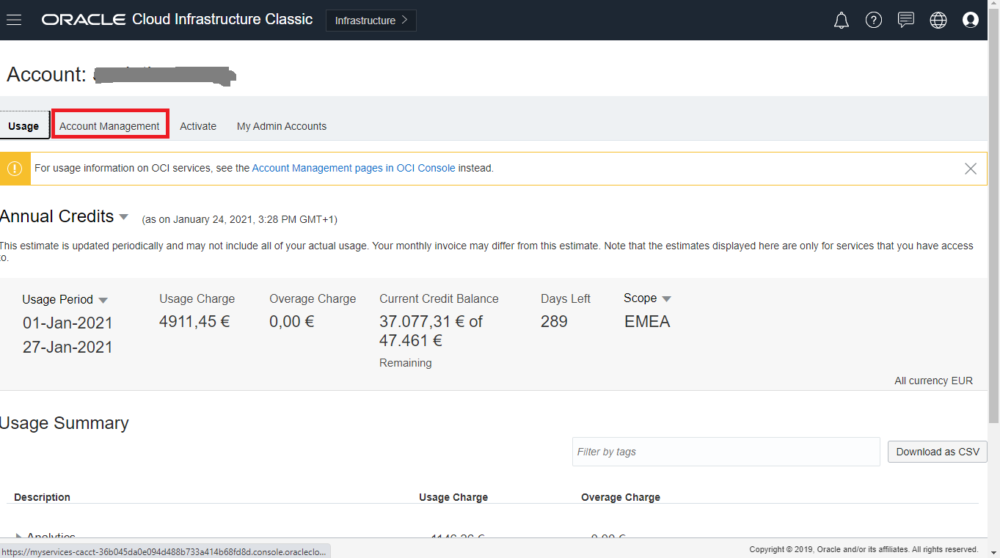 ORACLE Cloud Infrastructure Classic Infrastructure
Account:
Usage Account Management Activate My Admin Accounts
For usage information on OCI services, see the Account Management pages in OCI Console instead.
Annual Credits (as on January 24, 2021, 3:28 PM GMT+1)
This estimate is updated periodically and may not include all of your actual usage. Your monthly invoice may differ from this estimate. Note that the estimates displayed here are only for services that you have access
to.
Usage Period Usage Charge Overage Charge Current Credit Balance Days Left Scope
01-Jan-2021 4911,45 € 0,00 € 37.077,31 € of 289 EMEA
27-Jan-2021 47.461 €
Remaining
All currency EUR
Usage Summary
Filter by tags Download as CSV
Description Usage Charge Overage Charge
Analytics 1146,26 € 0,00 €
https://myservices-cacct-36b045da0e094d488b733a414b68fd8d.console.oracleclo...
Copyright © 2019, Oracle and/or its affiliates. All rights reserved.